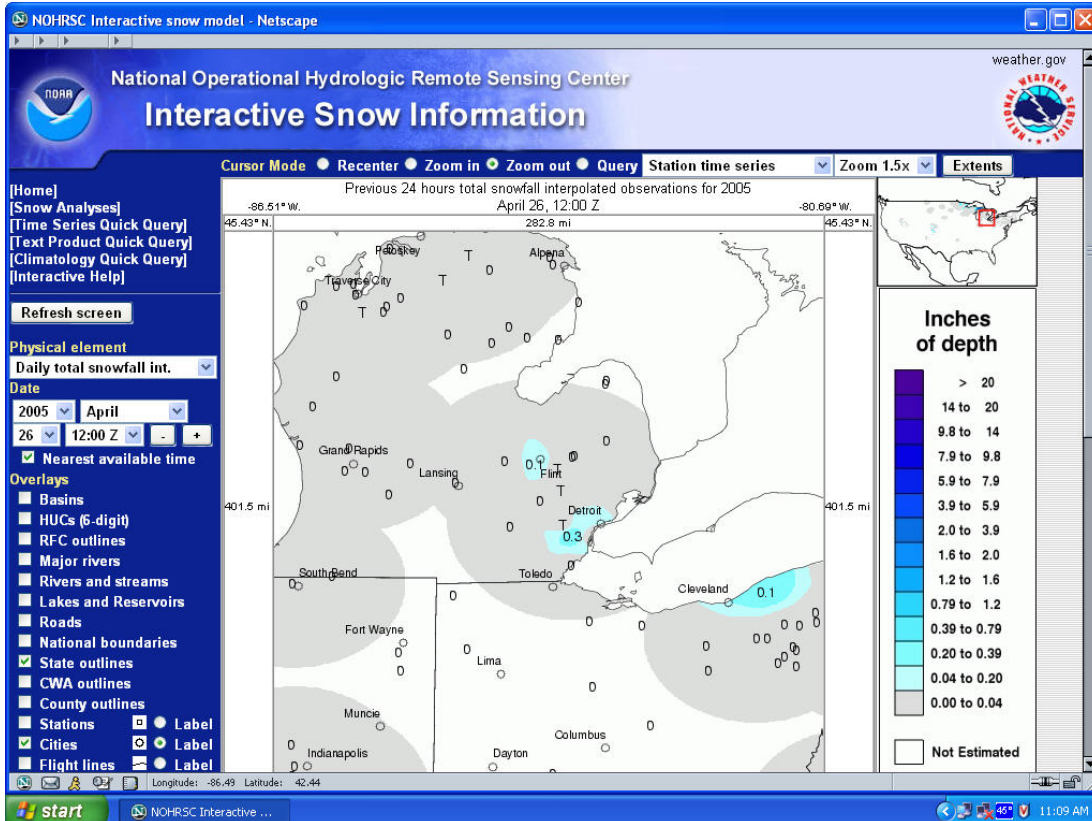 NOHRSC Interactive snow model - Netscape
weather.gov
NOAA
National Operational Hydrologic Remote Sensing Center
Interactive Snow Information
NATIONAL WEATHER SERVICE
Cursor Mode Recenter Zoom in Zoom out Query Station time series Zoom 1.5x Extents
[Home]
[Snow Analyses]
[Time Series Quick Query]
[Text Product Quick Query]
[Climatology Quick Query]
[Interactive Help]
Refresh screen
Physical element
Daily total snowfall int.
Date
2005 April
26 12:00 Z - +
Nearest available time
Overlays
Basins
HUCs (6-digit)
RFC outlines
Major rivers
Rivers and streams
Lakes and Reservoirs
Roads
National boundaries
State outlines
CWA outlines
County outlines
Stations Label
Cities Label
Flight lines Label
Previous 24 hours total snowfall interpolated observations for 2005
-86.51° W. April 26, 12:00 Z -80.69° W.
45.43° N. 282.8 mi 45.43° N.
Petoskey
T
Alpena
Traverse City
T
T
Grand Rapids
0.1
T
Flint
Lansing
T
401.5 mi
401.5 mi
Detroit
T
0.3
South Bend
Toledo
Cleveland
0.1
Fort Wayne
Lima
Muncie
Columbus
Indianapolis
Dayton
Inches
of depth
> 20
14 to 20
9.8 to 14
7.9 to 9.8
5.9 to 7.9
3.9 to 5.9
2.0 to 3.9
1.6 to 2.0
1.2 to 1.6
0.79 to 1.2
0.39 to 0.79
0.20 to 0.39
0.04 to 0.20
0.00 to 0.04
Not Estimated
Longitude: -86.49 Latitude: 42.44
start
NOHRSC Interactive ...
45°
11:09 AM